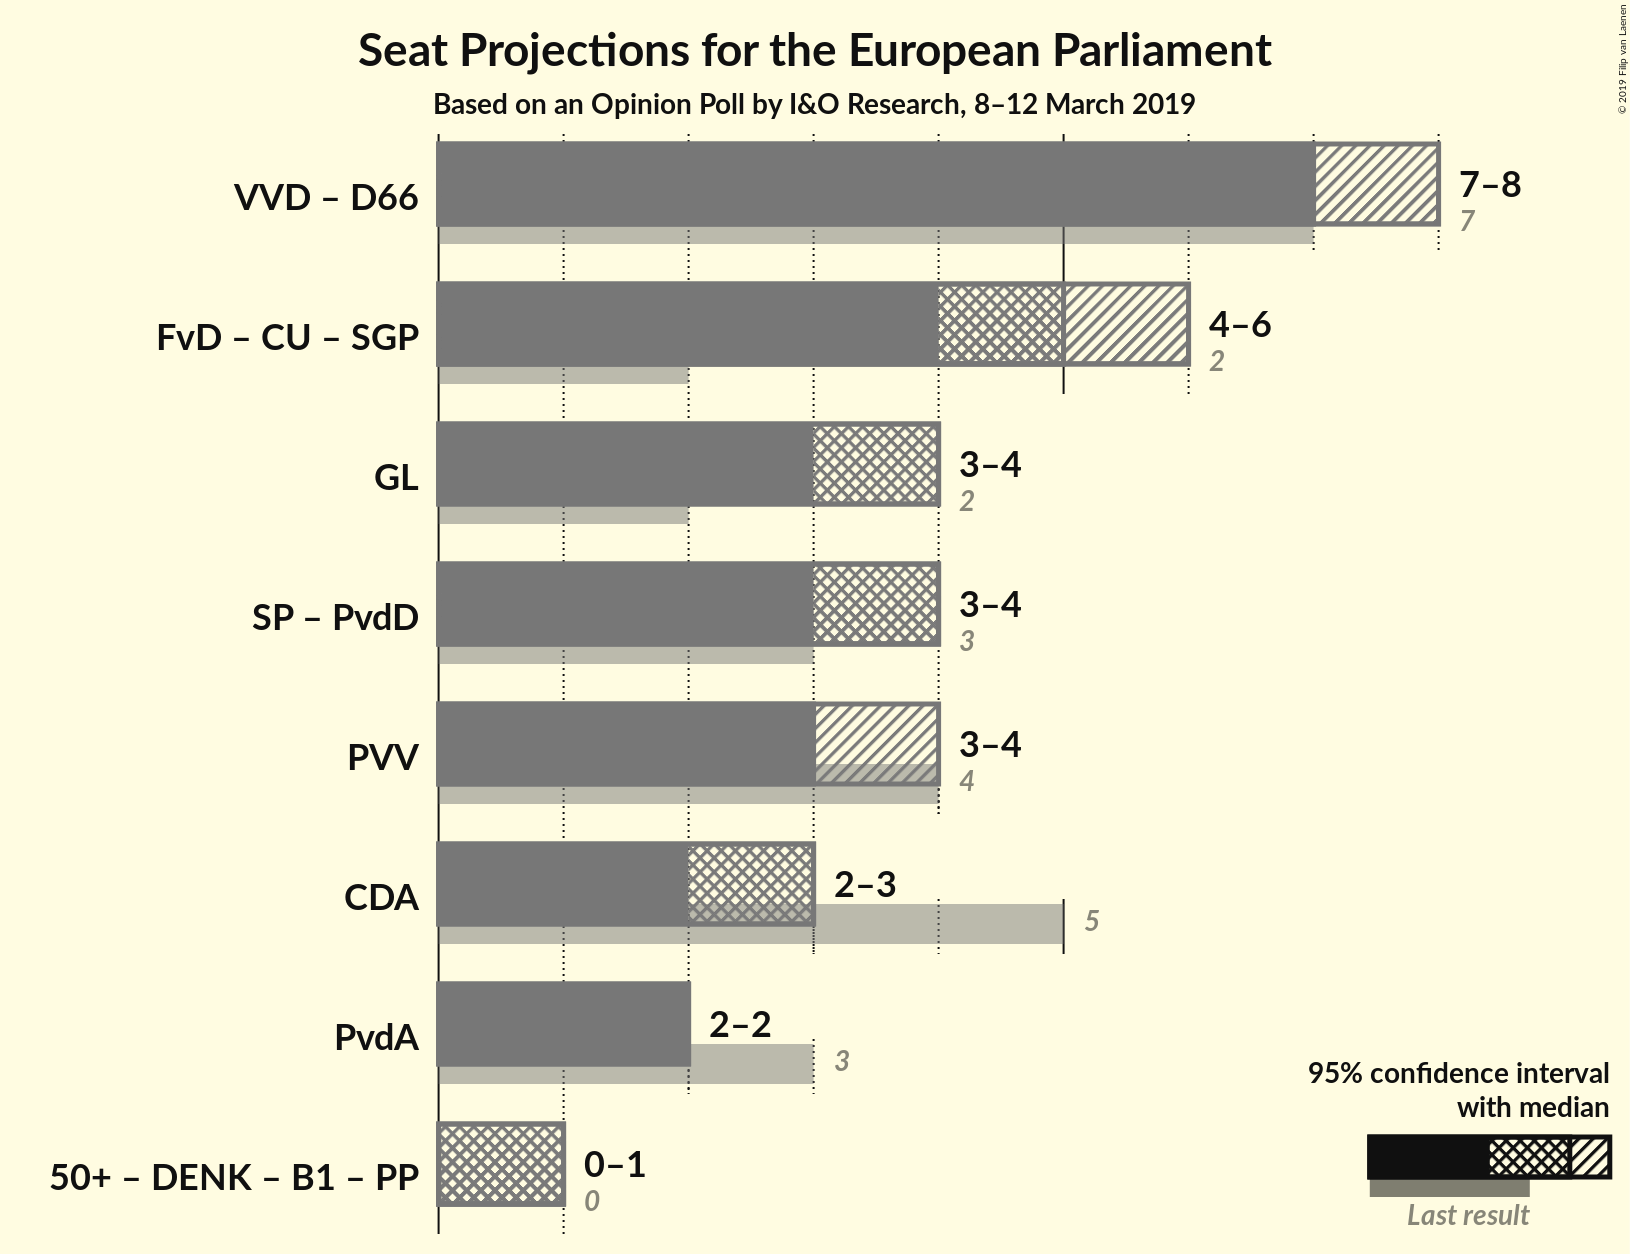 Seat Projections for the European Parliament
Based on an Opinion Poll by I&O Research, 8–12 March 2019
© 2019 Filip van Laenen
VVD – D66
7–8
7
FvD – CU – SGP
4–6
2
GL
3–4
2
SP – PvdD
3–4
3
PVV
3–4
4
CDA
2–3
5
PvdA
2–2
3
50+ – DENK – B1 – PP
0–1
0
95% confidence interval
with median
Last result